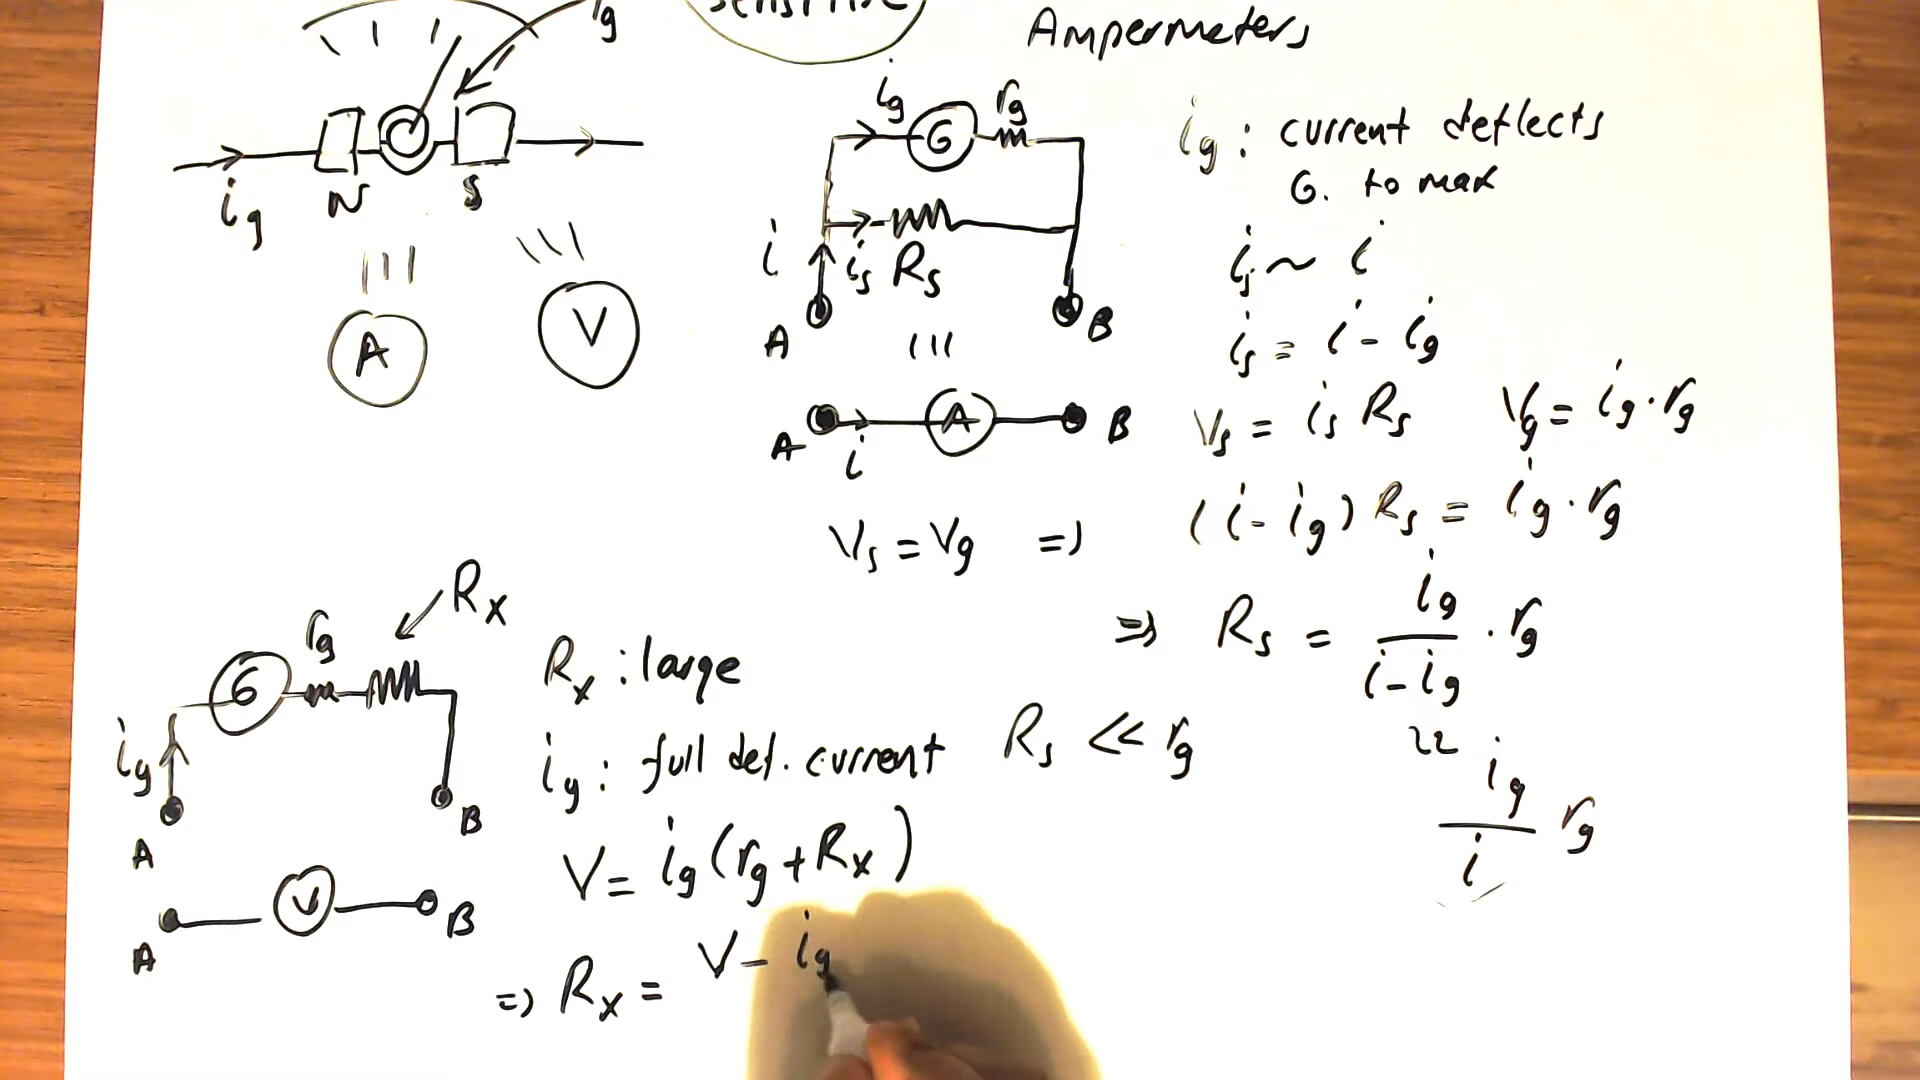 Ampermeters
rg
ig
N
S
A
V
ig
rg
i
is
Rs
A
B
A
i
A
B
ig : current deflects
G. to max
is ~ i
is = i - ig
Vs = is Rs
Vg = ig · rg
Vs = Vg =>
(i - ig) Rs = ig · rg
=> Rs = ig / i - ig · rg
ig / i rg
Rs << rg
Rx
rg
G
ig
A
B
A
V
B
Rx : large
ig : full def. current
V = ig (rg + Rx)
=> Rx = V - ig